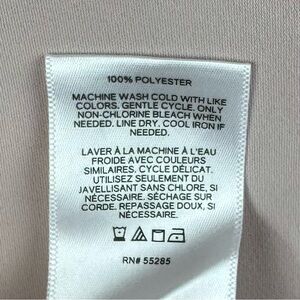 100% POLYESTER
MACHINE WASH COLD WITH LIKE
COLORS. GENTLE CYCLE. ONLY
NON-CHLORINE BLEACH WHEN
NEEDED. LINE DRY. COOL IRON IF
NEEDED.
LAVER À LA MACHINE À L'EAU
FROIDE AVEC COULEURS
SIMILAIRES. CYCLE DÉLICAT.
UTILISEZ SEULEMENT DU
JAVELLISANT SANS CHLORE, SI
NÉCESSAIRE. SÉCHAGE SUR
CORDE. REPASSAGE DOUX, SI
NÉCESSAIRE.
RN# 55285